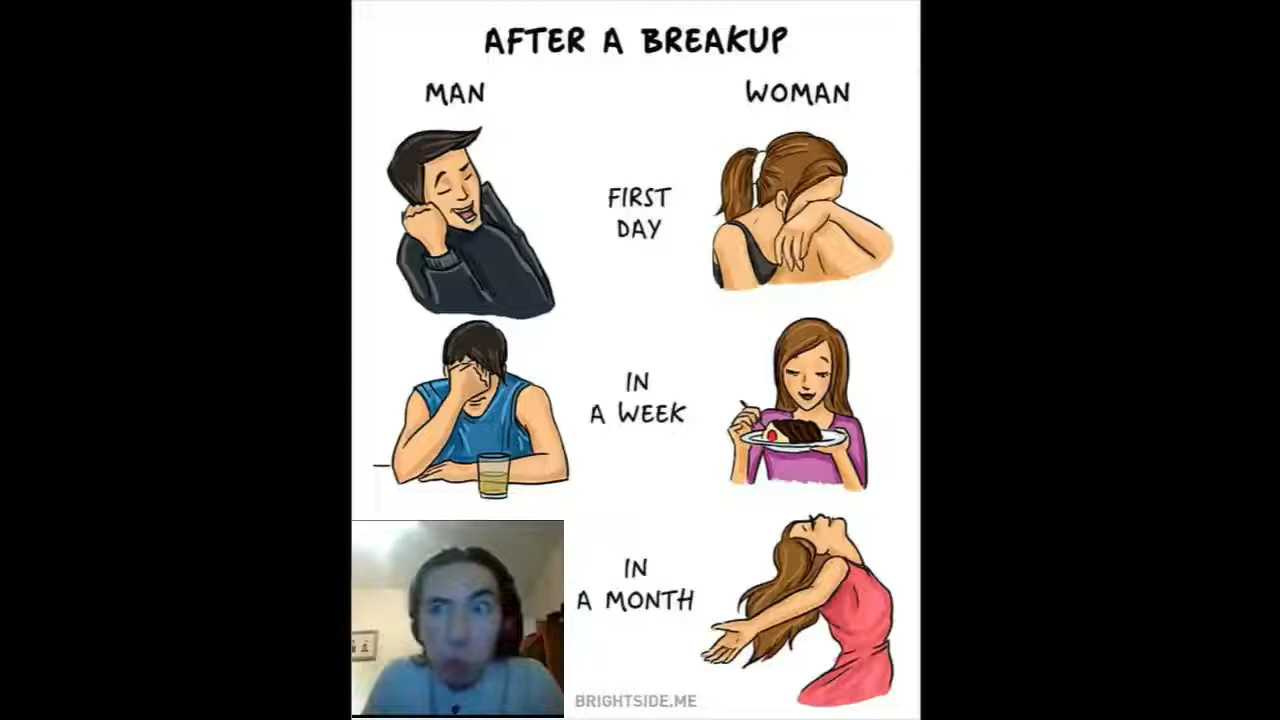 AFTER A BREAKUP
MAN
WOMAN
FIRST
DAY
IN
A WEEK
IN
A MONTH
BRIGHTSIDE.ME